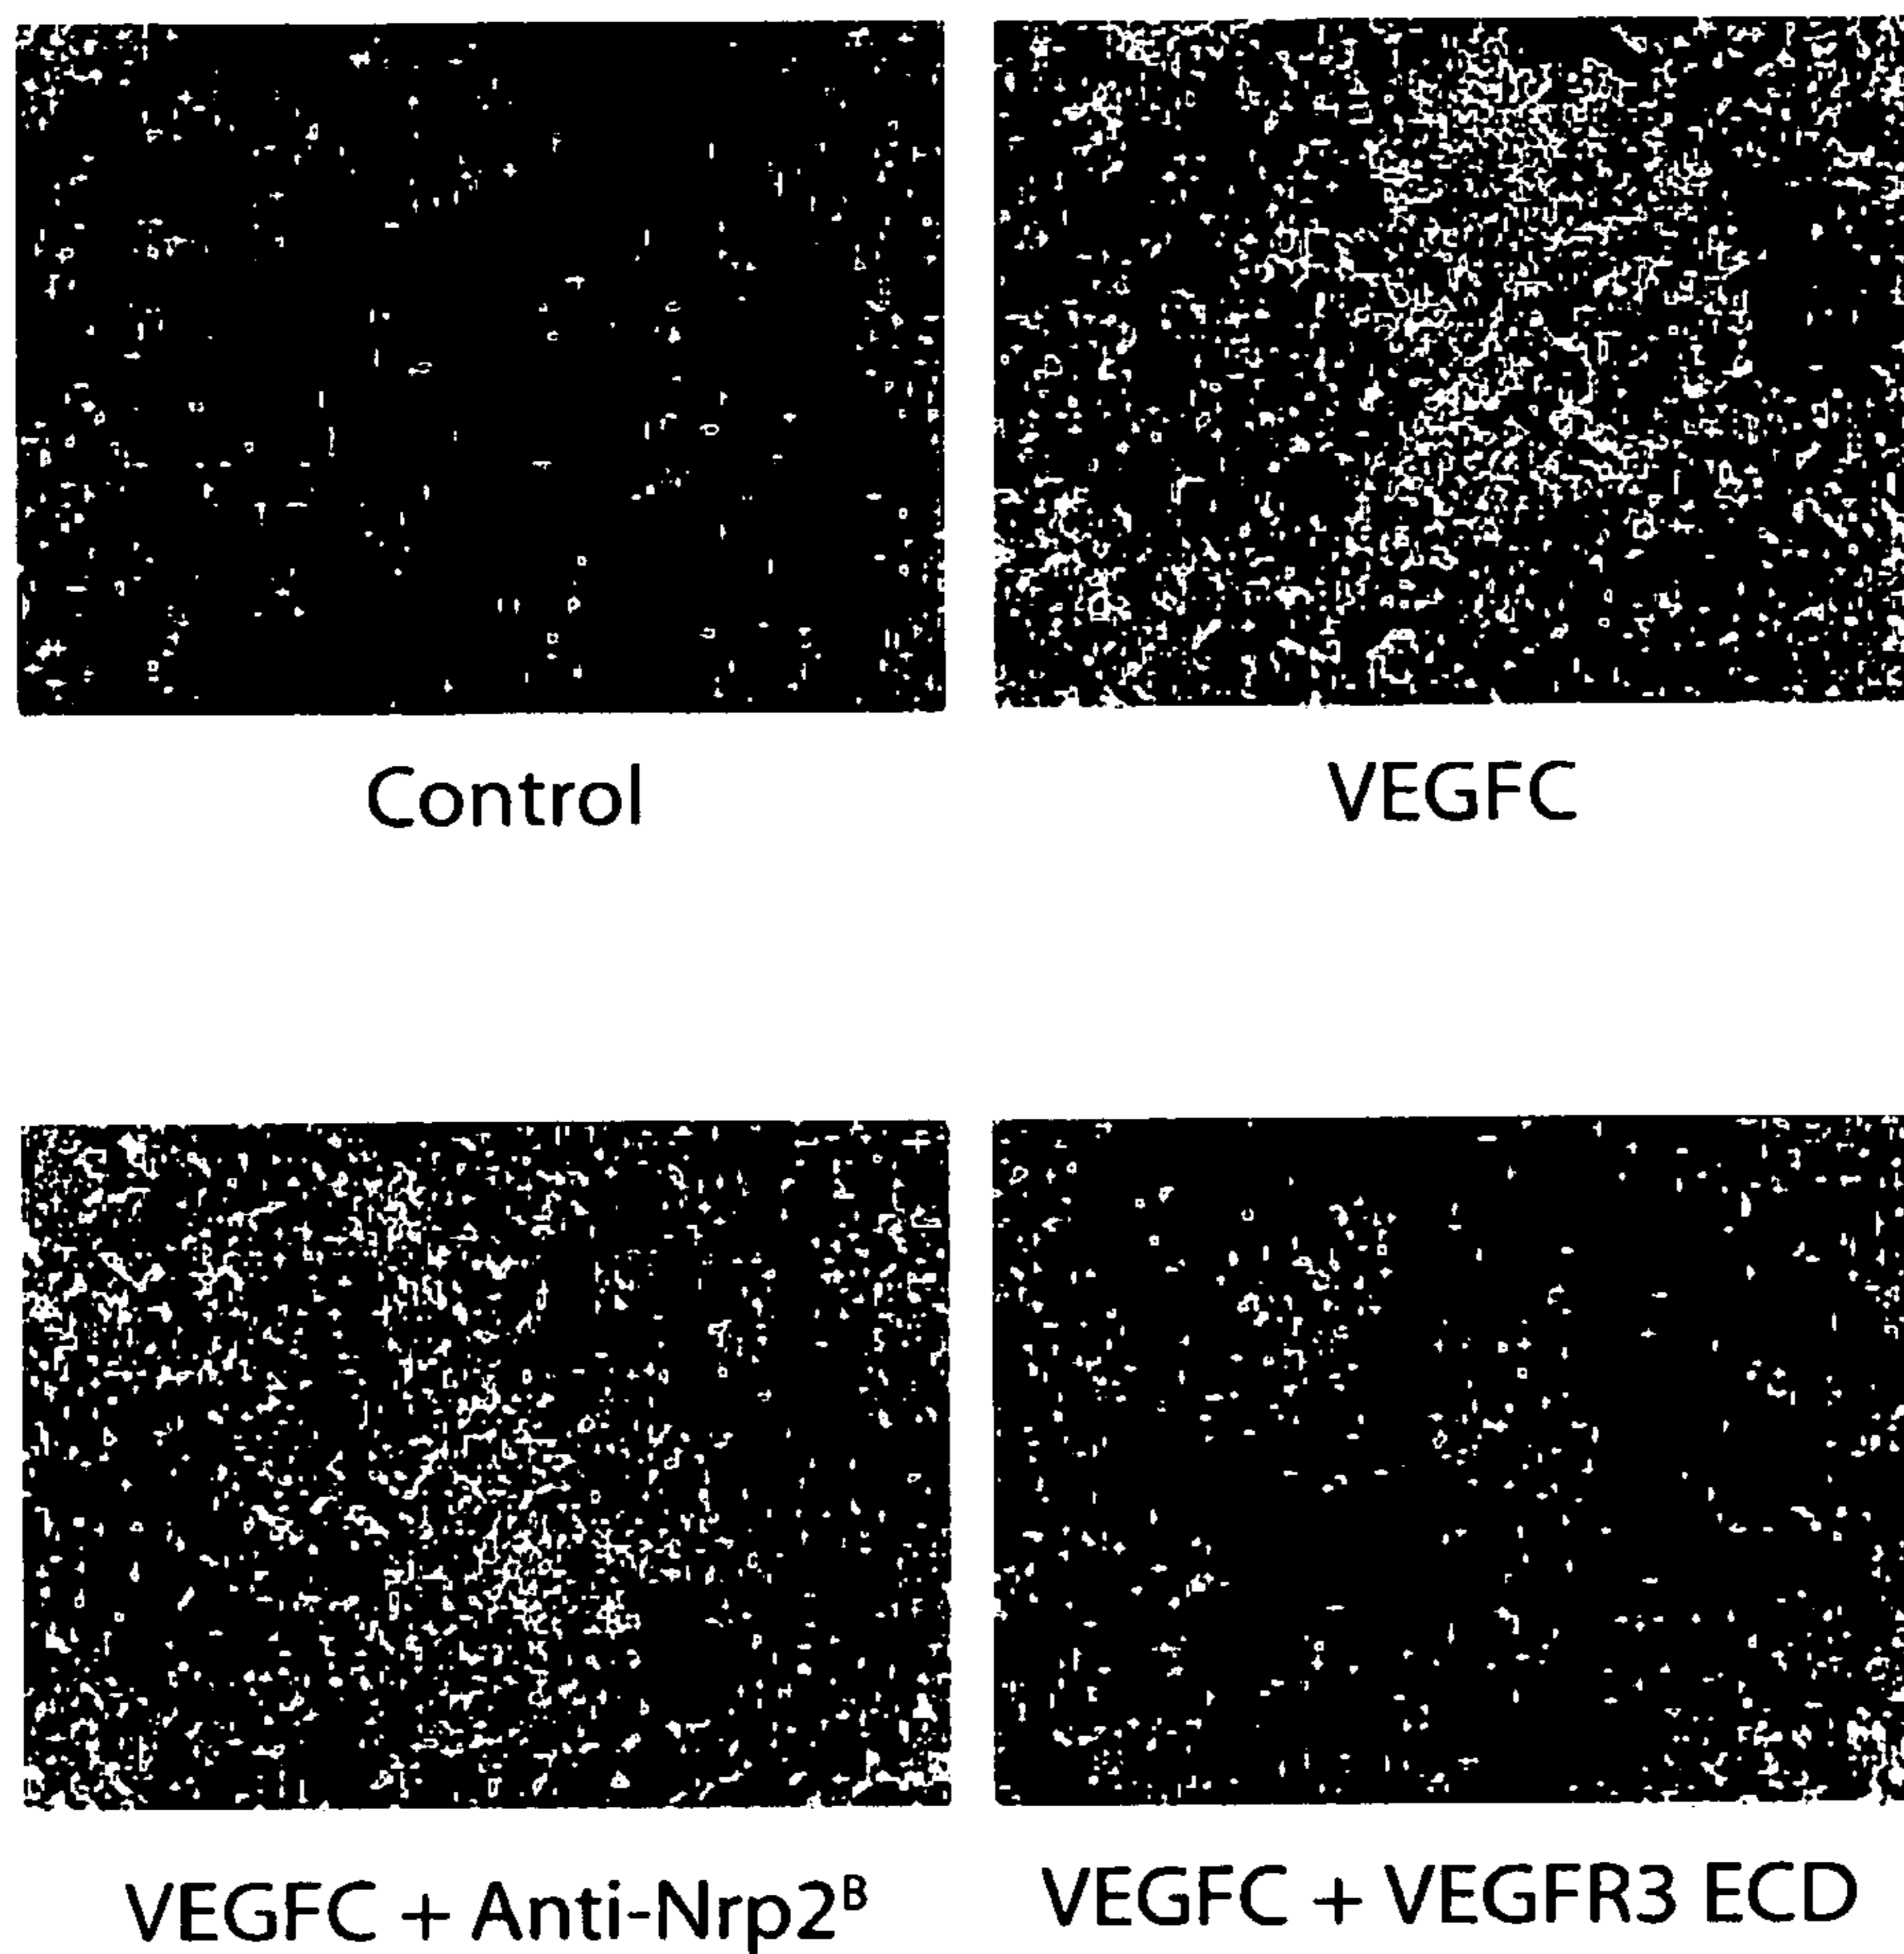 Control
VEGFC
VEGFC + Anti-Nrp2ᴮ
VEGFC + VEGFR3 ECD